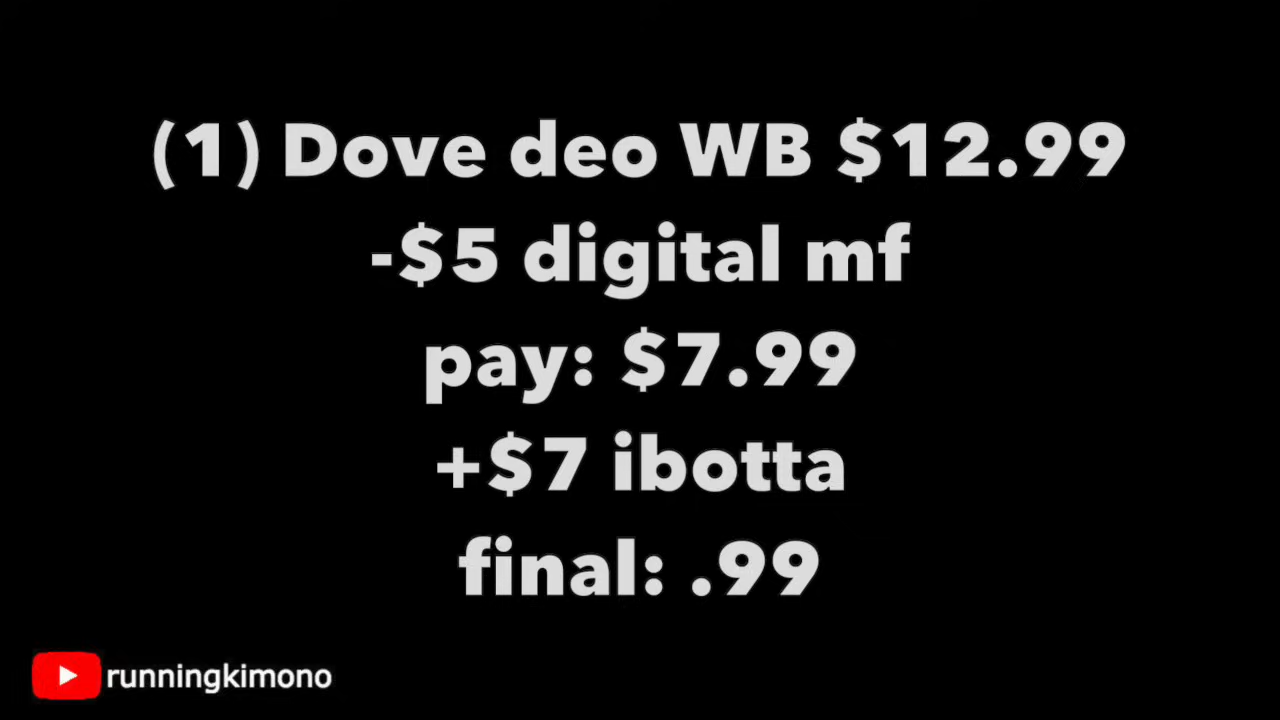 (1) Dove deo WB $12.99
-$5 digital mf
pay: $7.99
+$7 ibotta
final: .99
runningkimono